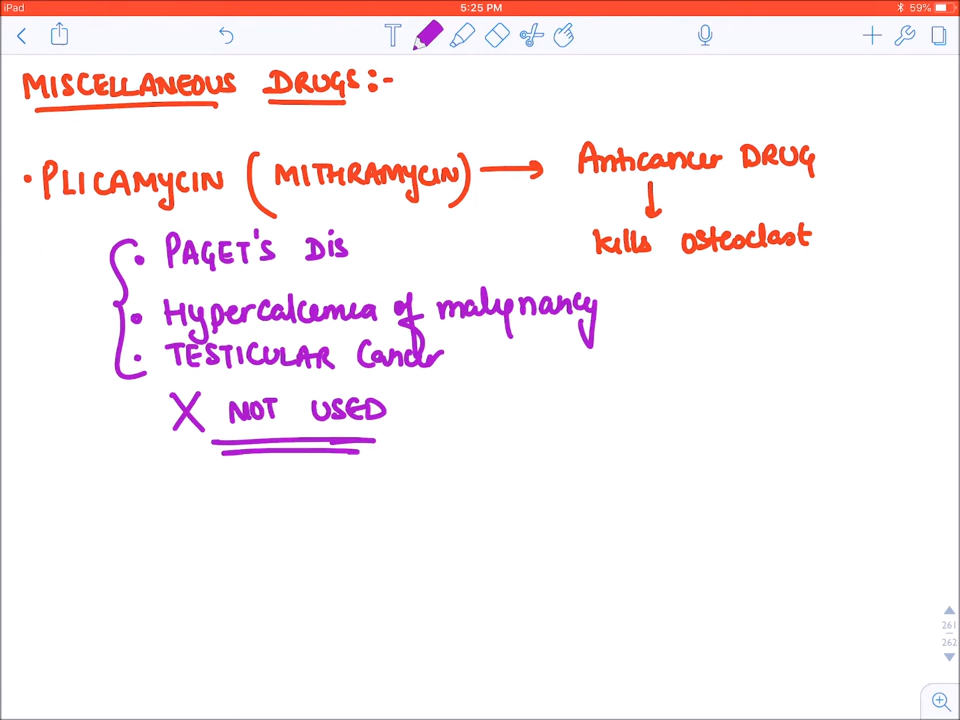 iPad 5:25 PM 59%
MISCELLANEOUS DRUGS:-
• PLICAMYCIN (MITHRAMYCIN) → Anticancer DRUG
↓
kills osteoclast
• PAGET'S Dis
• Hypercalcemea of malignancy
• TESTICULAR Cancer
X NOT USED
261
262